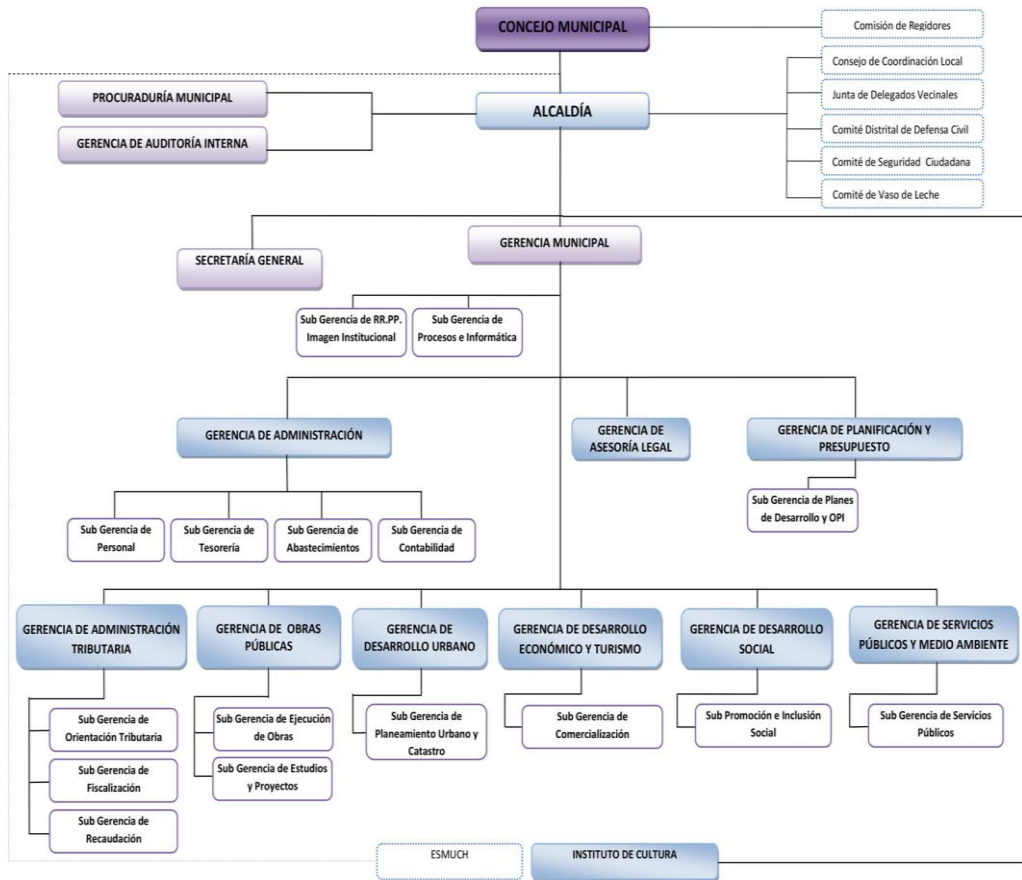 CONCEJO MUNICIPAL
Comisión de Regidores
Consejo de Coordinación Local
Junta de Delegados Vecinales
Comité Distrital de Defensa Civil
Comité de Seguridad Ciudadana
Comité de Vaso de Leche
PROCURADURÍA MUNICIPAL
GERENCIA DE AUDITORÍA INTERNA
ALCALDÍA
SECRETARÍA GENERAL
GERENCIA MUNICIPAL
Sub Gerencia de RR.PP.
Imagen Institucional
Sub Gerencia de
Procesos e Informática
GERENCIA DE ADMINISTRACIÓN
GERENCIA DE
ASESORÍA LEGAL
GERENCIA DE PLANIFICACIÓN Y
PRESUPUESTO
Sub Gerencia de Planes
de Desarrollo y OPI
Sub Gerencia de
Personal
Sub Gerencia de
Tesorería
Sub Gerencia de
Abastecimientos
Sub Gerencia de
Contabilidad
GERENCIA DE ADMINISTRACIÓN
TRIBUTARIA
GERENCIA DE OBRAS
PÚBLICAS
GERENCIA DE
DESARROLLO URBANO
GERENCIA DE DESARROLLO
ECONÓMICO Y TURISMO
GERENCIA DE DESARROLLO
SOCIAL
GERENCIA DE SERVICIOS
PÚBLICOS Y MEDIO AMBIENTE
Sub Gerencia de
Orientación Tributaria
Sub Gerencia de
Fiscalización
Sub Gerencia de
Recaudación
Sub Gerencia de Ejecución
de Obras
Sub Gerencia de Estudios
y Proyectos
Sub Gerencia de
Planeamiento Urbano y
Catastro
Sub Gerencia de
Comercialización
Sub Promoción e Inclusión
Social
Sub Gerencia de Servicios
Públicos
ESMUCH
INSTITUTO DE CULTURA